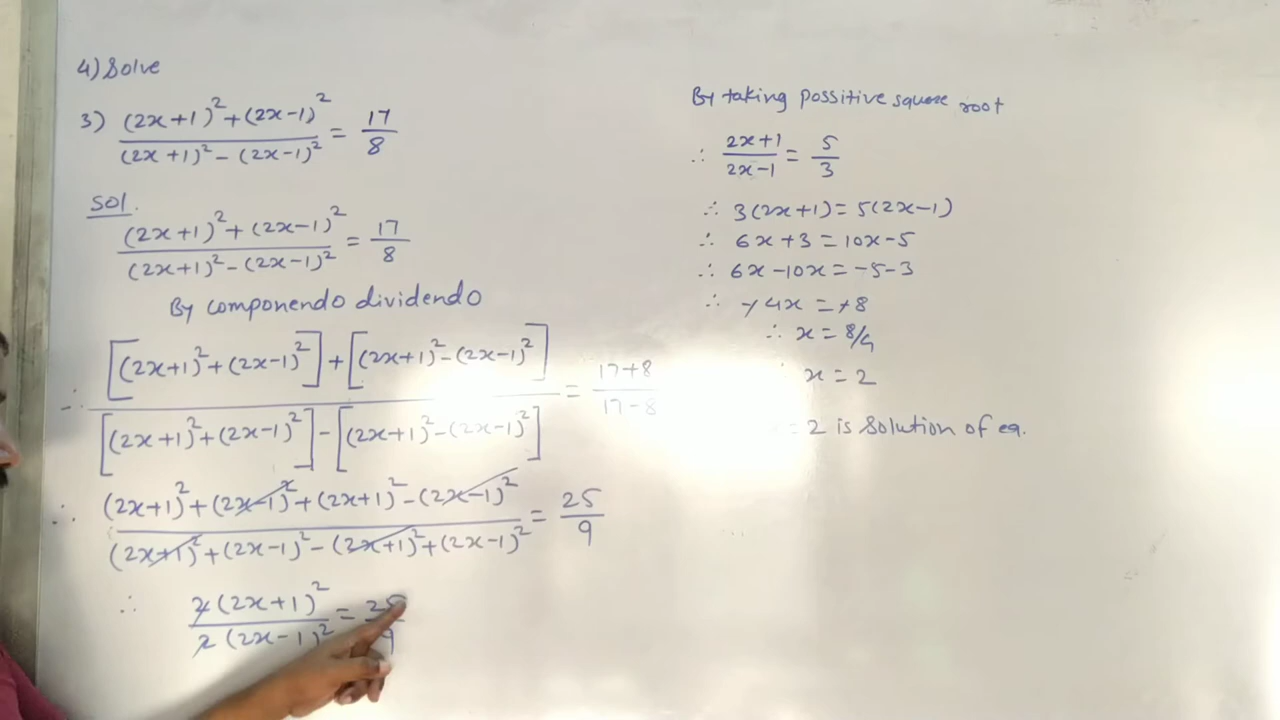 4) Solve
3) ((2x+1)²+(2x-1)²)/((2x+1)²-(2x-1)²) = 17/8
Sol.
((2x+1)²+(2x-1)²)/((2x+1)²-(2x-1)²) = 17/8
By componendo dividendo
∴ ([(2x+1)²+(2x-1)²]+[(2x+1)²-(2x-1)²])/([(2x+1)²+(2x-1)²]-[(2x+1)²-(2x-1)²]) = (17+8)/(17-8)
∴ ((2x+1)²+(2x-1)²+(2x+1)²-(2x-1)²)/((2x+1)²+(2x-1)²-(2x+1)²+(2x-1)²) = 25/9
∴ 2(2x+1)²/2(2x-1)² = 25/9
By taking possitive square root
∴ (2x+1)/(2x-1) = 5/3
∴ 3(2x+1)=5(2x-1)
∴ 6x+3=10x-5
∴ 6x-10x=-5-3
∴ -4x=-8
∴ x=8/4
∴ x=2
=2 is solution of eq.